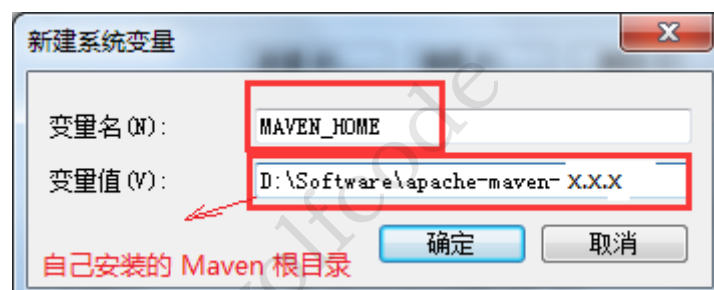 新建系统变量
变量名(N):
MAVEN_HOME
变量值(V):
D:\Software\apache-maven- x.x.x
确定
取消
自己安装的 Maven 根目录
olfcode